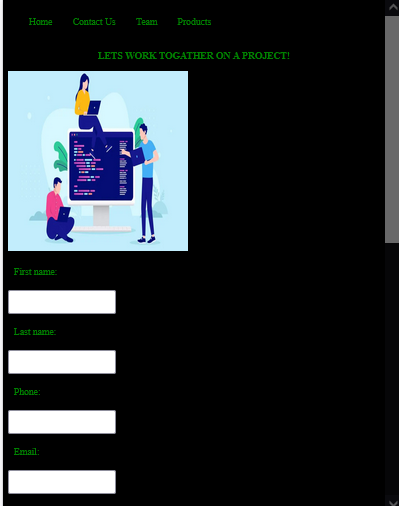 Home Contact Us Team Products
LETS WORK TOGATHER ON A PROJECT!
First name:
Last name:
Phone:
Email: